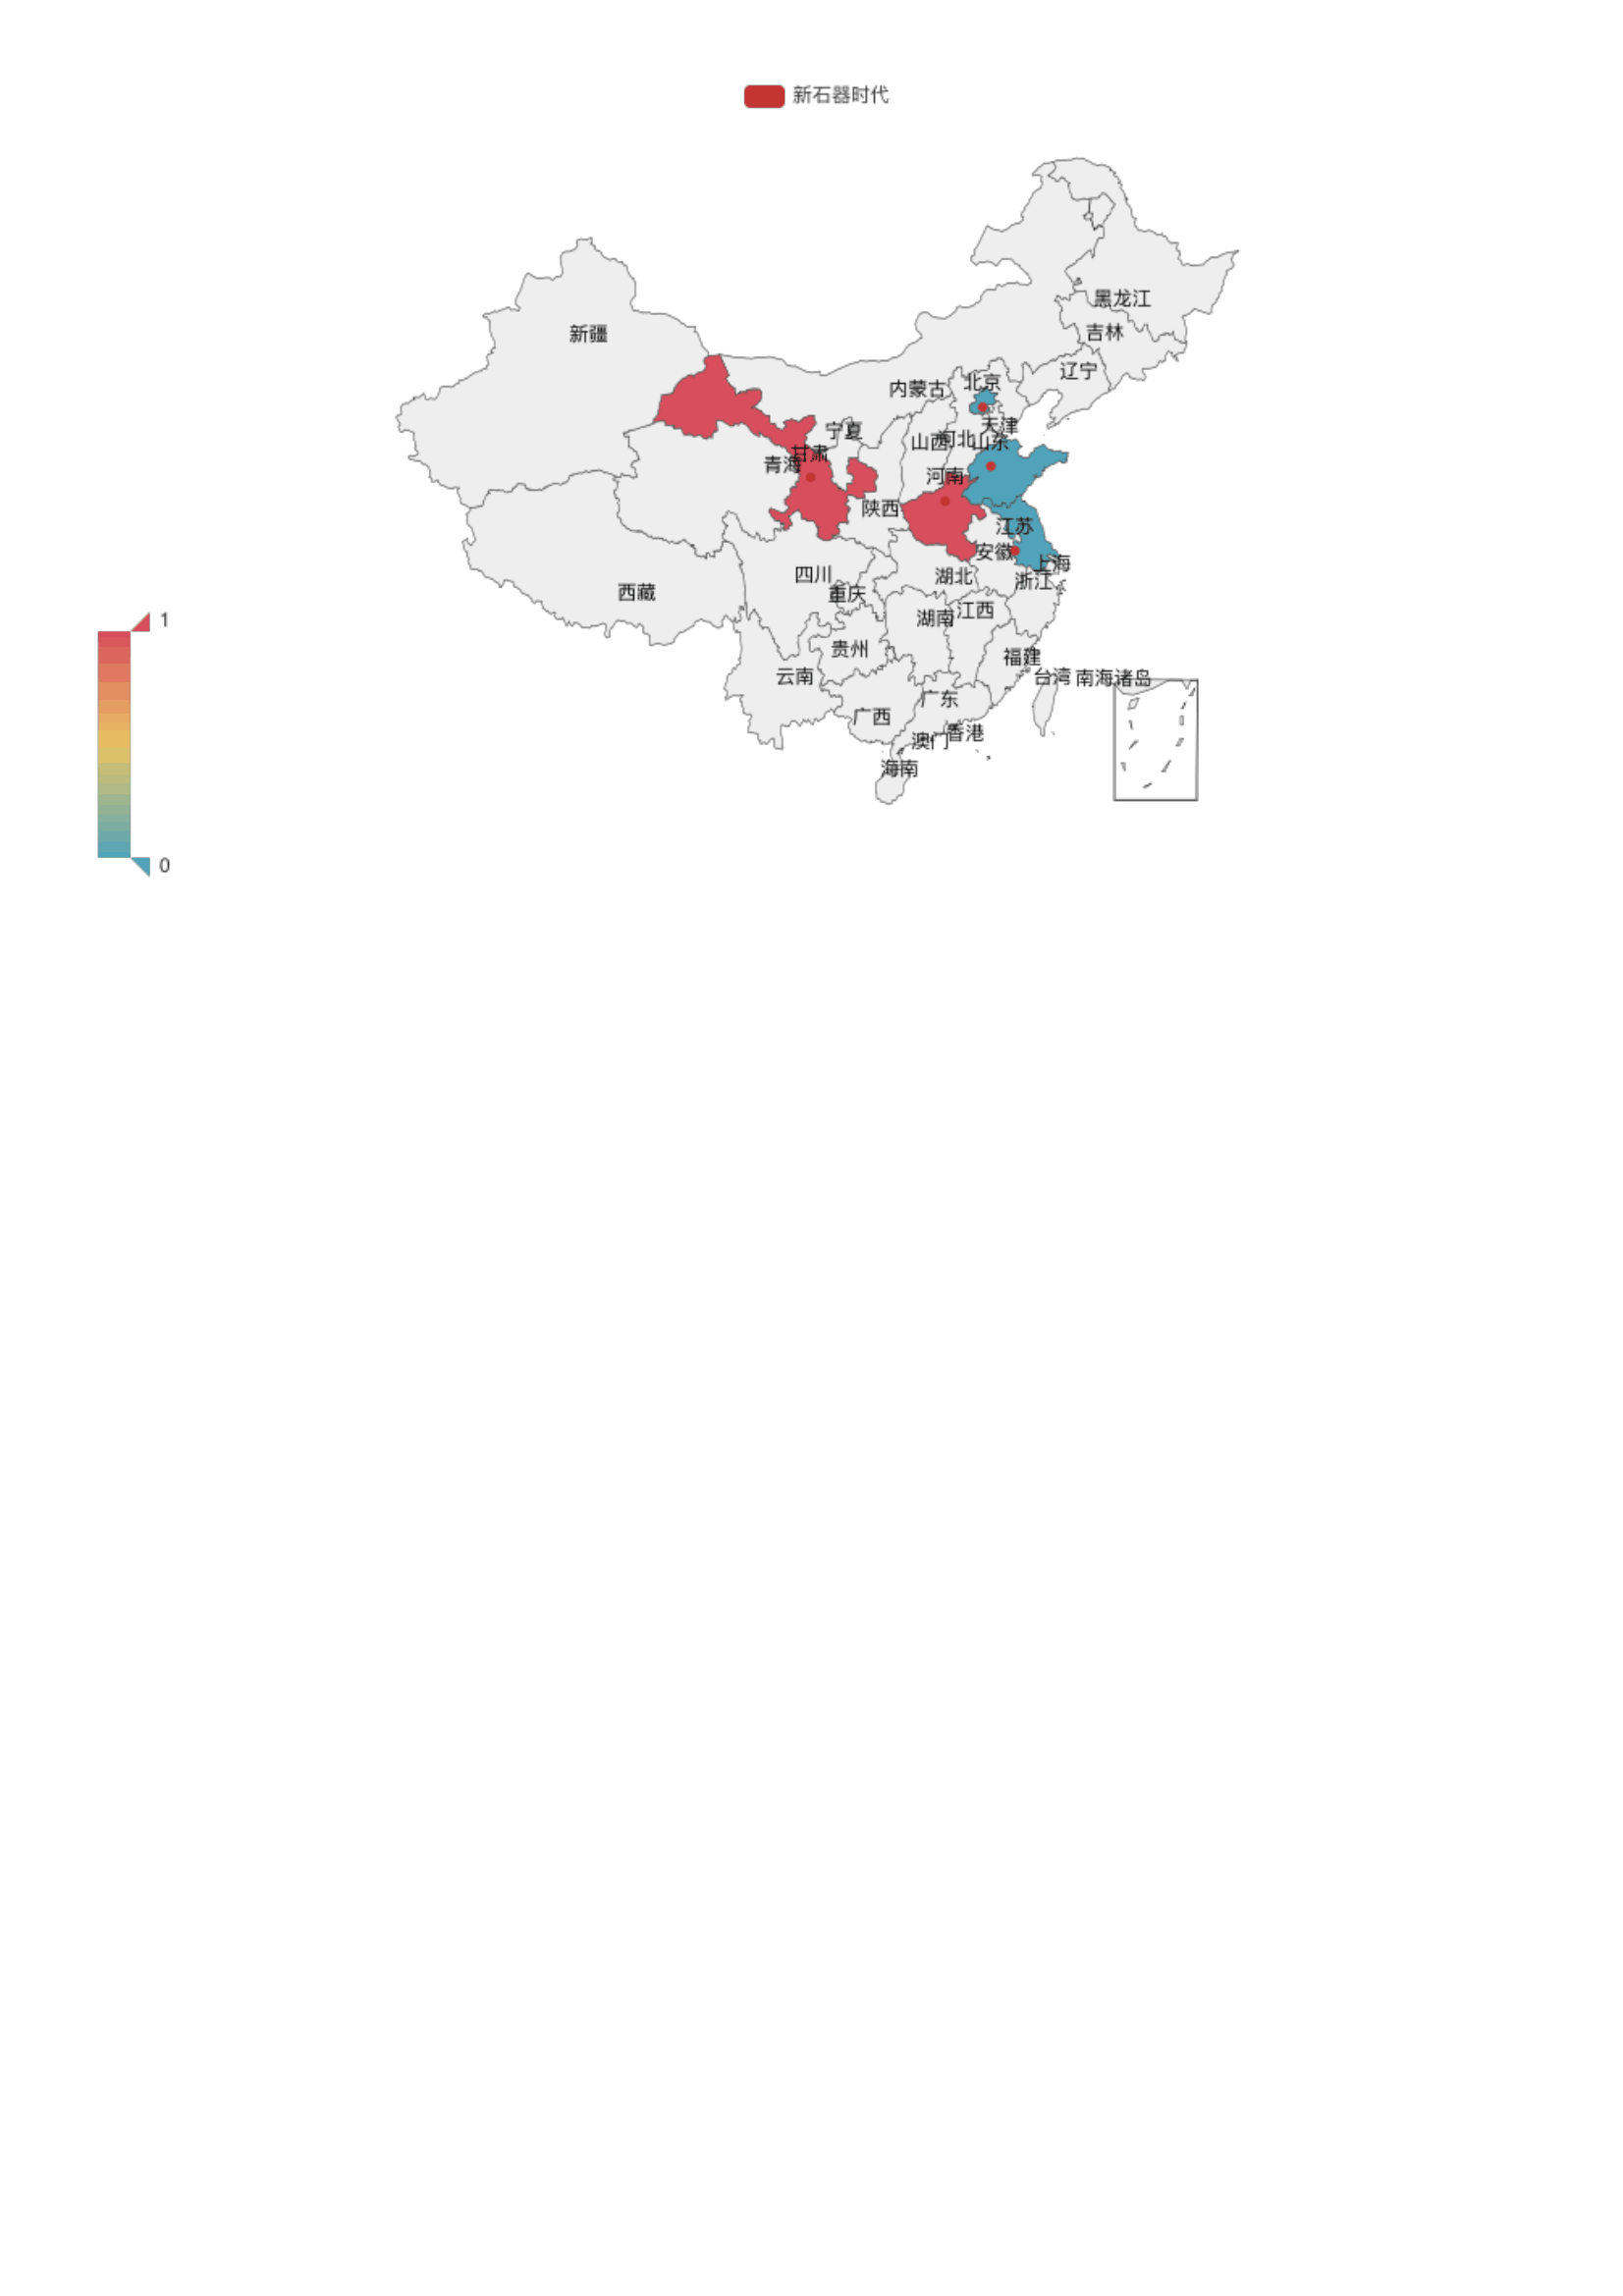 新石器时代
黑龙江
吉林
新疆
辽宁
北京
内蒙古
天津
宁夏
山西
河北
山东
甘肃
青海
河南
陕西
江苏
安徽
上海
四川
湖北
浙江
西藏
重庆
江西
湖南
1
贵州
福建
云南
台湾
南海诸岛
广东
广西
香港
澳门
海南
0